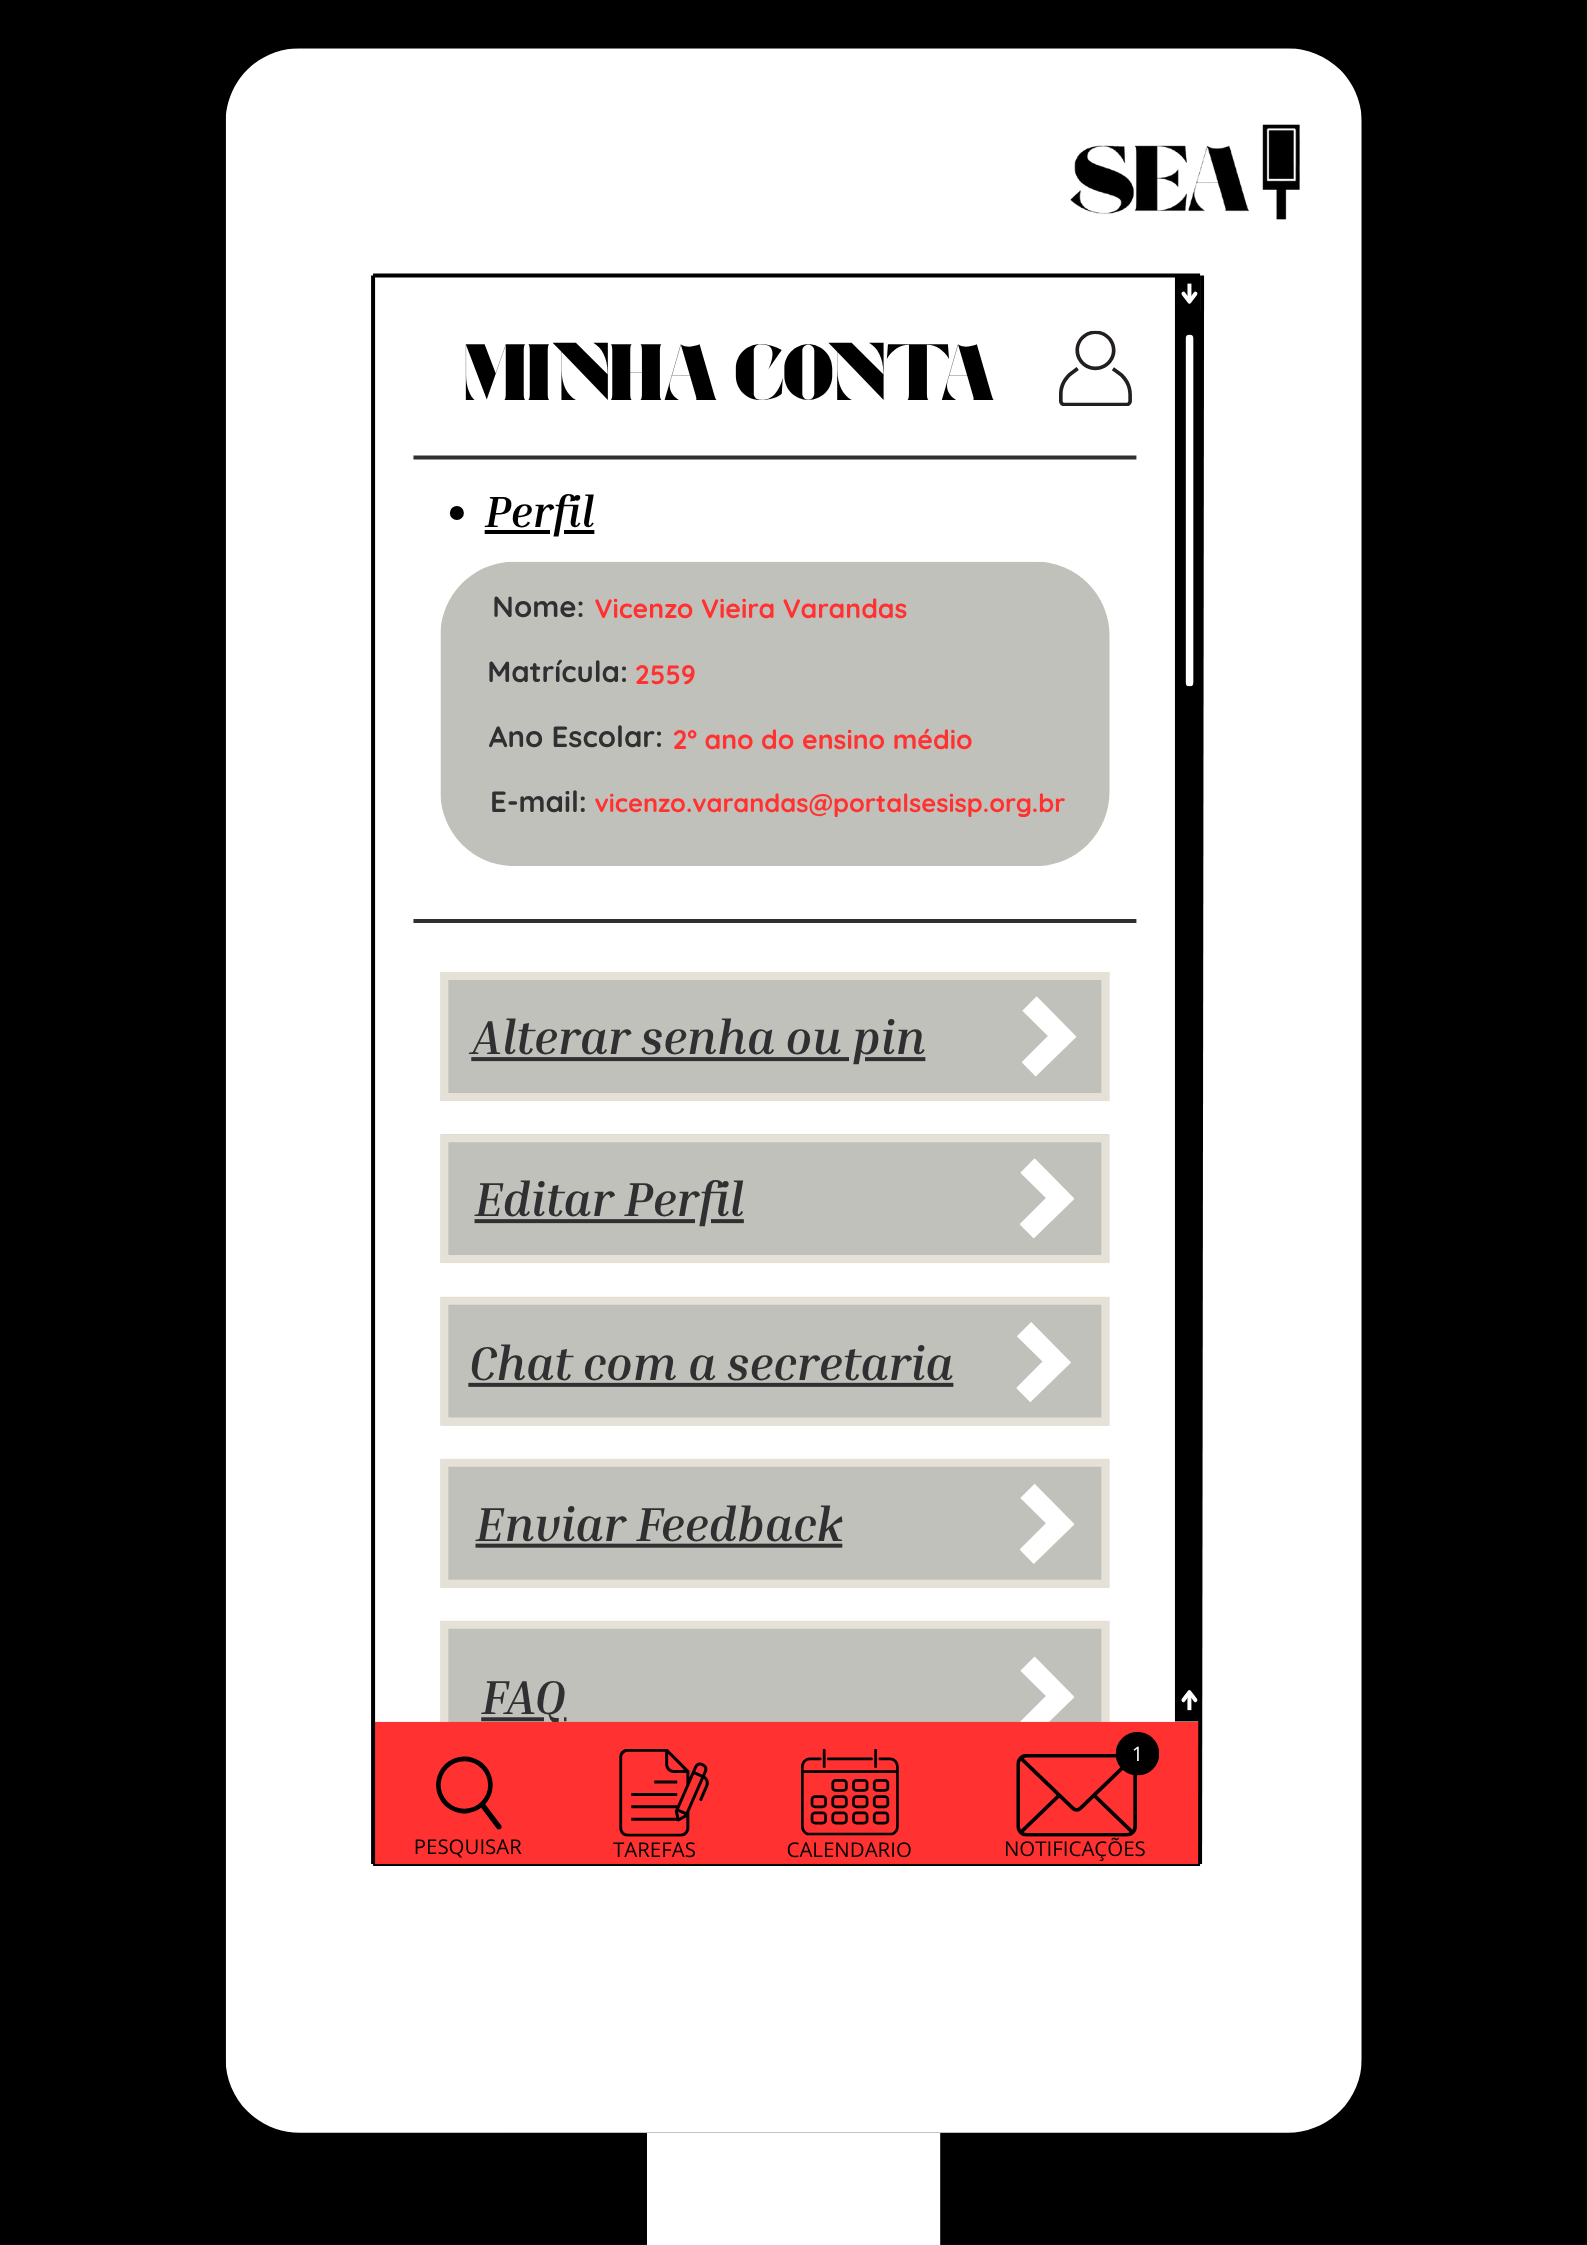 SEA
MINHA CONTA
• Perfil
Nome: Vicenzo Vieira Varandas
Matrícula: 2559
Ano Escolar: 2º ano do ensino médio
E-mail: vicenzo.varandas@portalsesisp.org.br
Alterar senha ou pin
Editar Perfil
Chat com a secretaria
Enviar Feedback
FAQ
1
PESQUISAR TAREFAS CALENDARIO NOTIFICAÇÕES